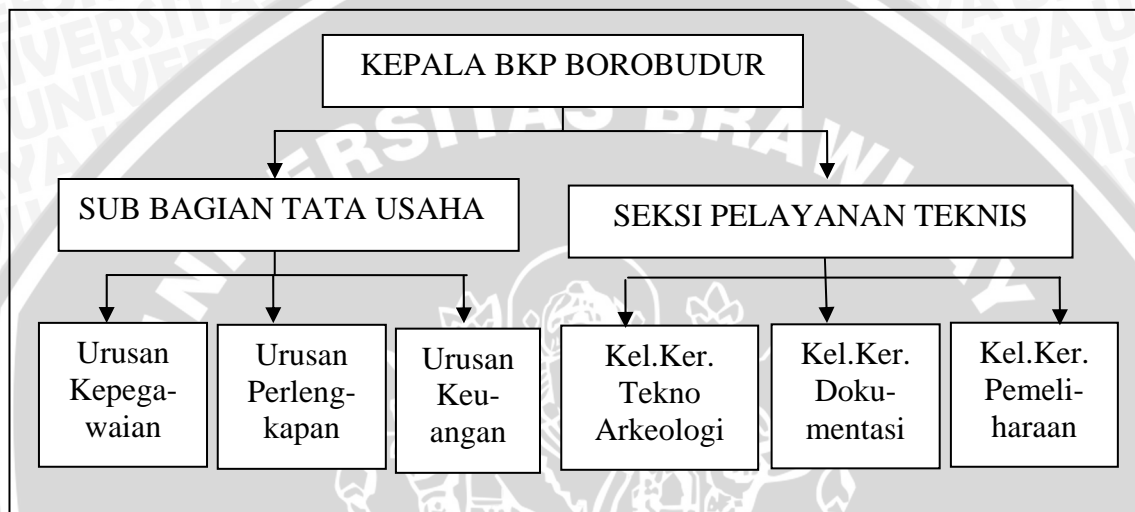 KEPALA BKP BOROBUDUR
SUB BAGIAN TATA USAHA
SEKSI PELAYANAN TEKNIS
Urusan
Kepega-
waian
Urusan
Perleng-
kapan
Urusan
Keu-
angan
Kel.Ker.
Tekno
Arkeologi
Kel.Ker.
Doku-
mentasi
Kel.Ker.
Pemeli-
haraan